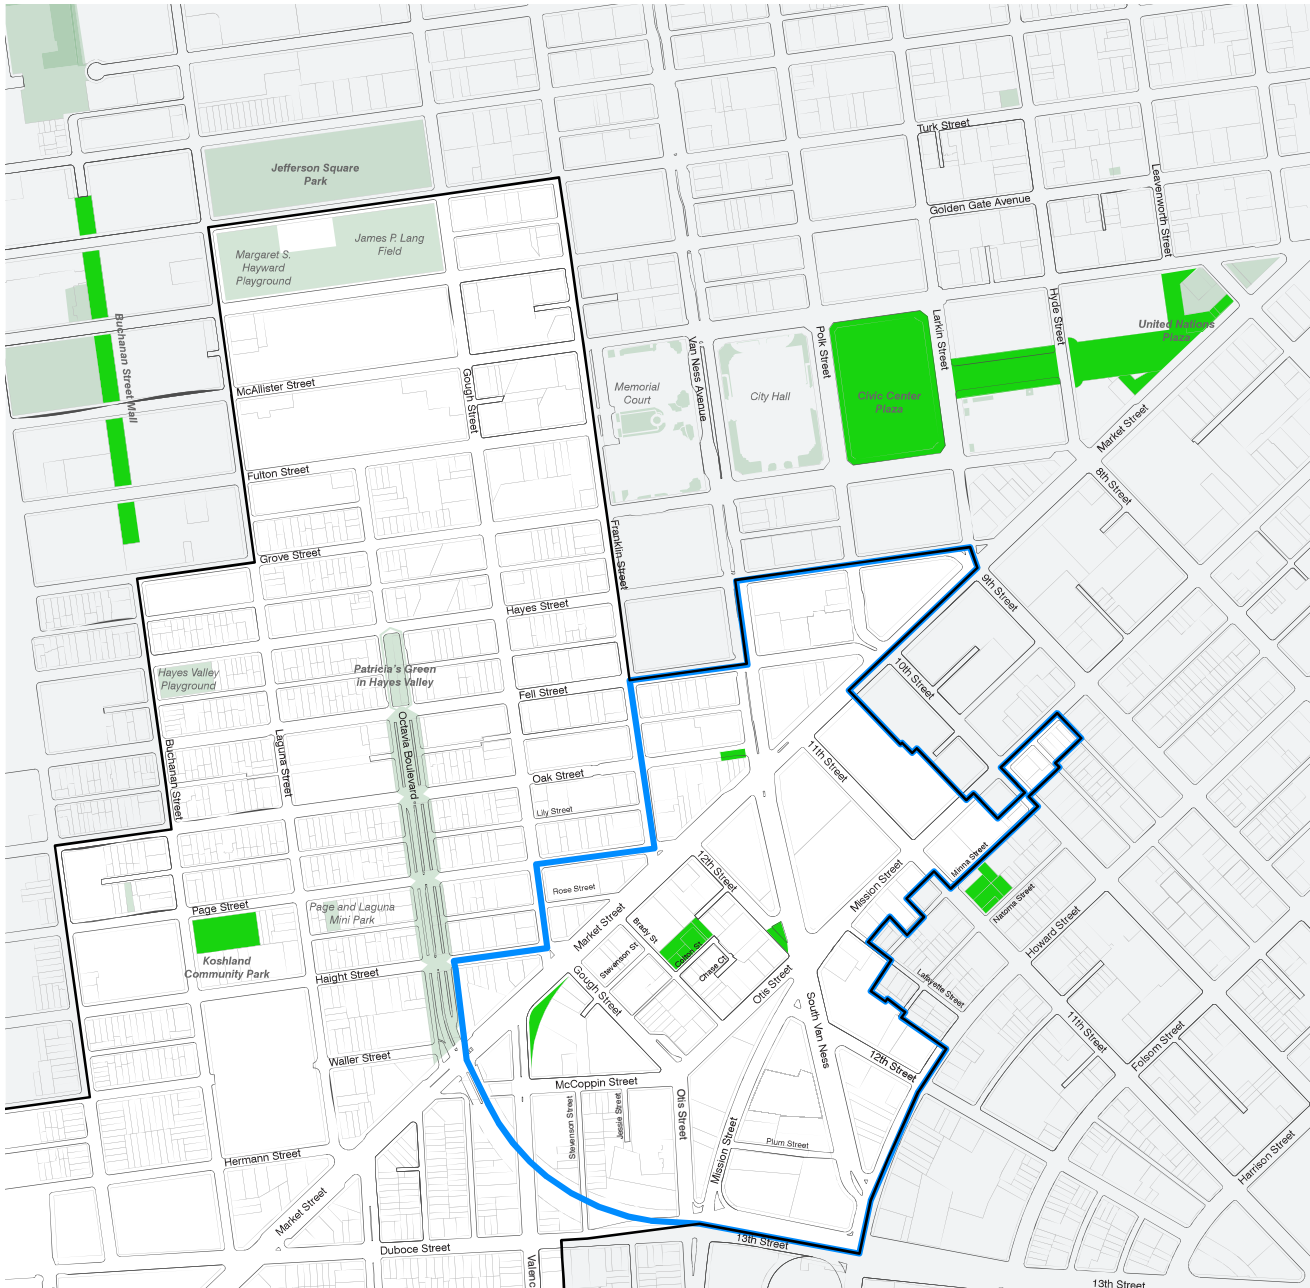 Turk Street
Jefferson Square
Park
Leavenworth Street
Golden Gate Avenue
James P. Lang
Field
Margaret S.
Hayward
Playground
Hyde Street
Larkin Street
United Nations
Plaza
Buchanan Street Mall
Polk Street
Van Ness Avenue
McAllister Street
Gough Street
Memorial
Court
City Hall
Civic Center
Plaza
Market Street
Fulton Street
8th Street
Franklin Street
Grove Street
9th Street
Hayes Street
Hayes Valley
Playground
Patricia's Green
in Hayes Valley
10th Street
Fell Street
Octavia Boulevard
Buchanan Street
Laguna Street
11th Street
Oak Street
Lily Street
Minna Street
12th Street
Mission Street
Rose Street
Natoma Street
Page Street
Page and Laguna
Mini Park
Market Street
Brady St
Howard Street
Stevenson St
Colton St
Chase Ct
Koshland
Community Park
Haight Street
Gough Street
Otis Street
Lafayette Street
South Van Ness
11th Street
Folsom Street
Waller Street
12th Street
McCoppin Street
Stevenson Street
Jessie Street
Otis Street
Mission Street
Plum Street
Hermann Street
Harrison Street
Market Street
Duboce Street
13th Street
Valenc
13th Street